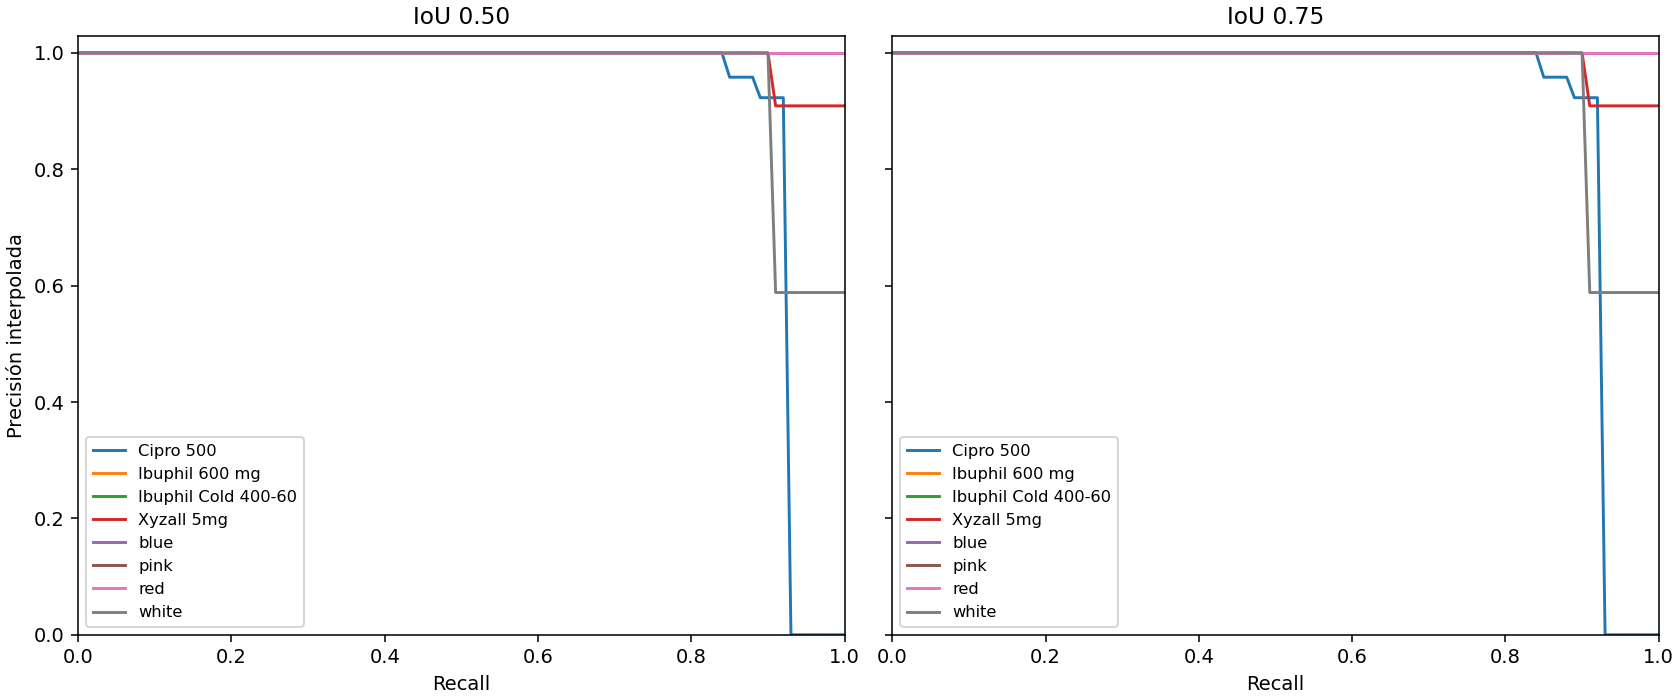 IoU 0.50
1.0
0.8
0.6
0.4
0.2
0.0
Precisión interpolada
Cipro 500
Ibuphil 600 mg
Ibuphil Cold 400-60
Xyzall 5mg
blue
pink
red
white
0.0 0.2 0.4 0.6 0.8 1.0
Recall
IoU 0.75
Cipro 500
Ibuphil 600 mg
Ibuphil Cold 400-60
Xyzall 5mg
blue
pink
red
white
0.0 0.2 0.4 0.6 0.8 1.0
Recall